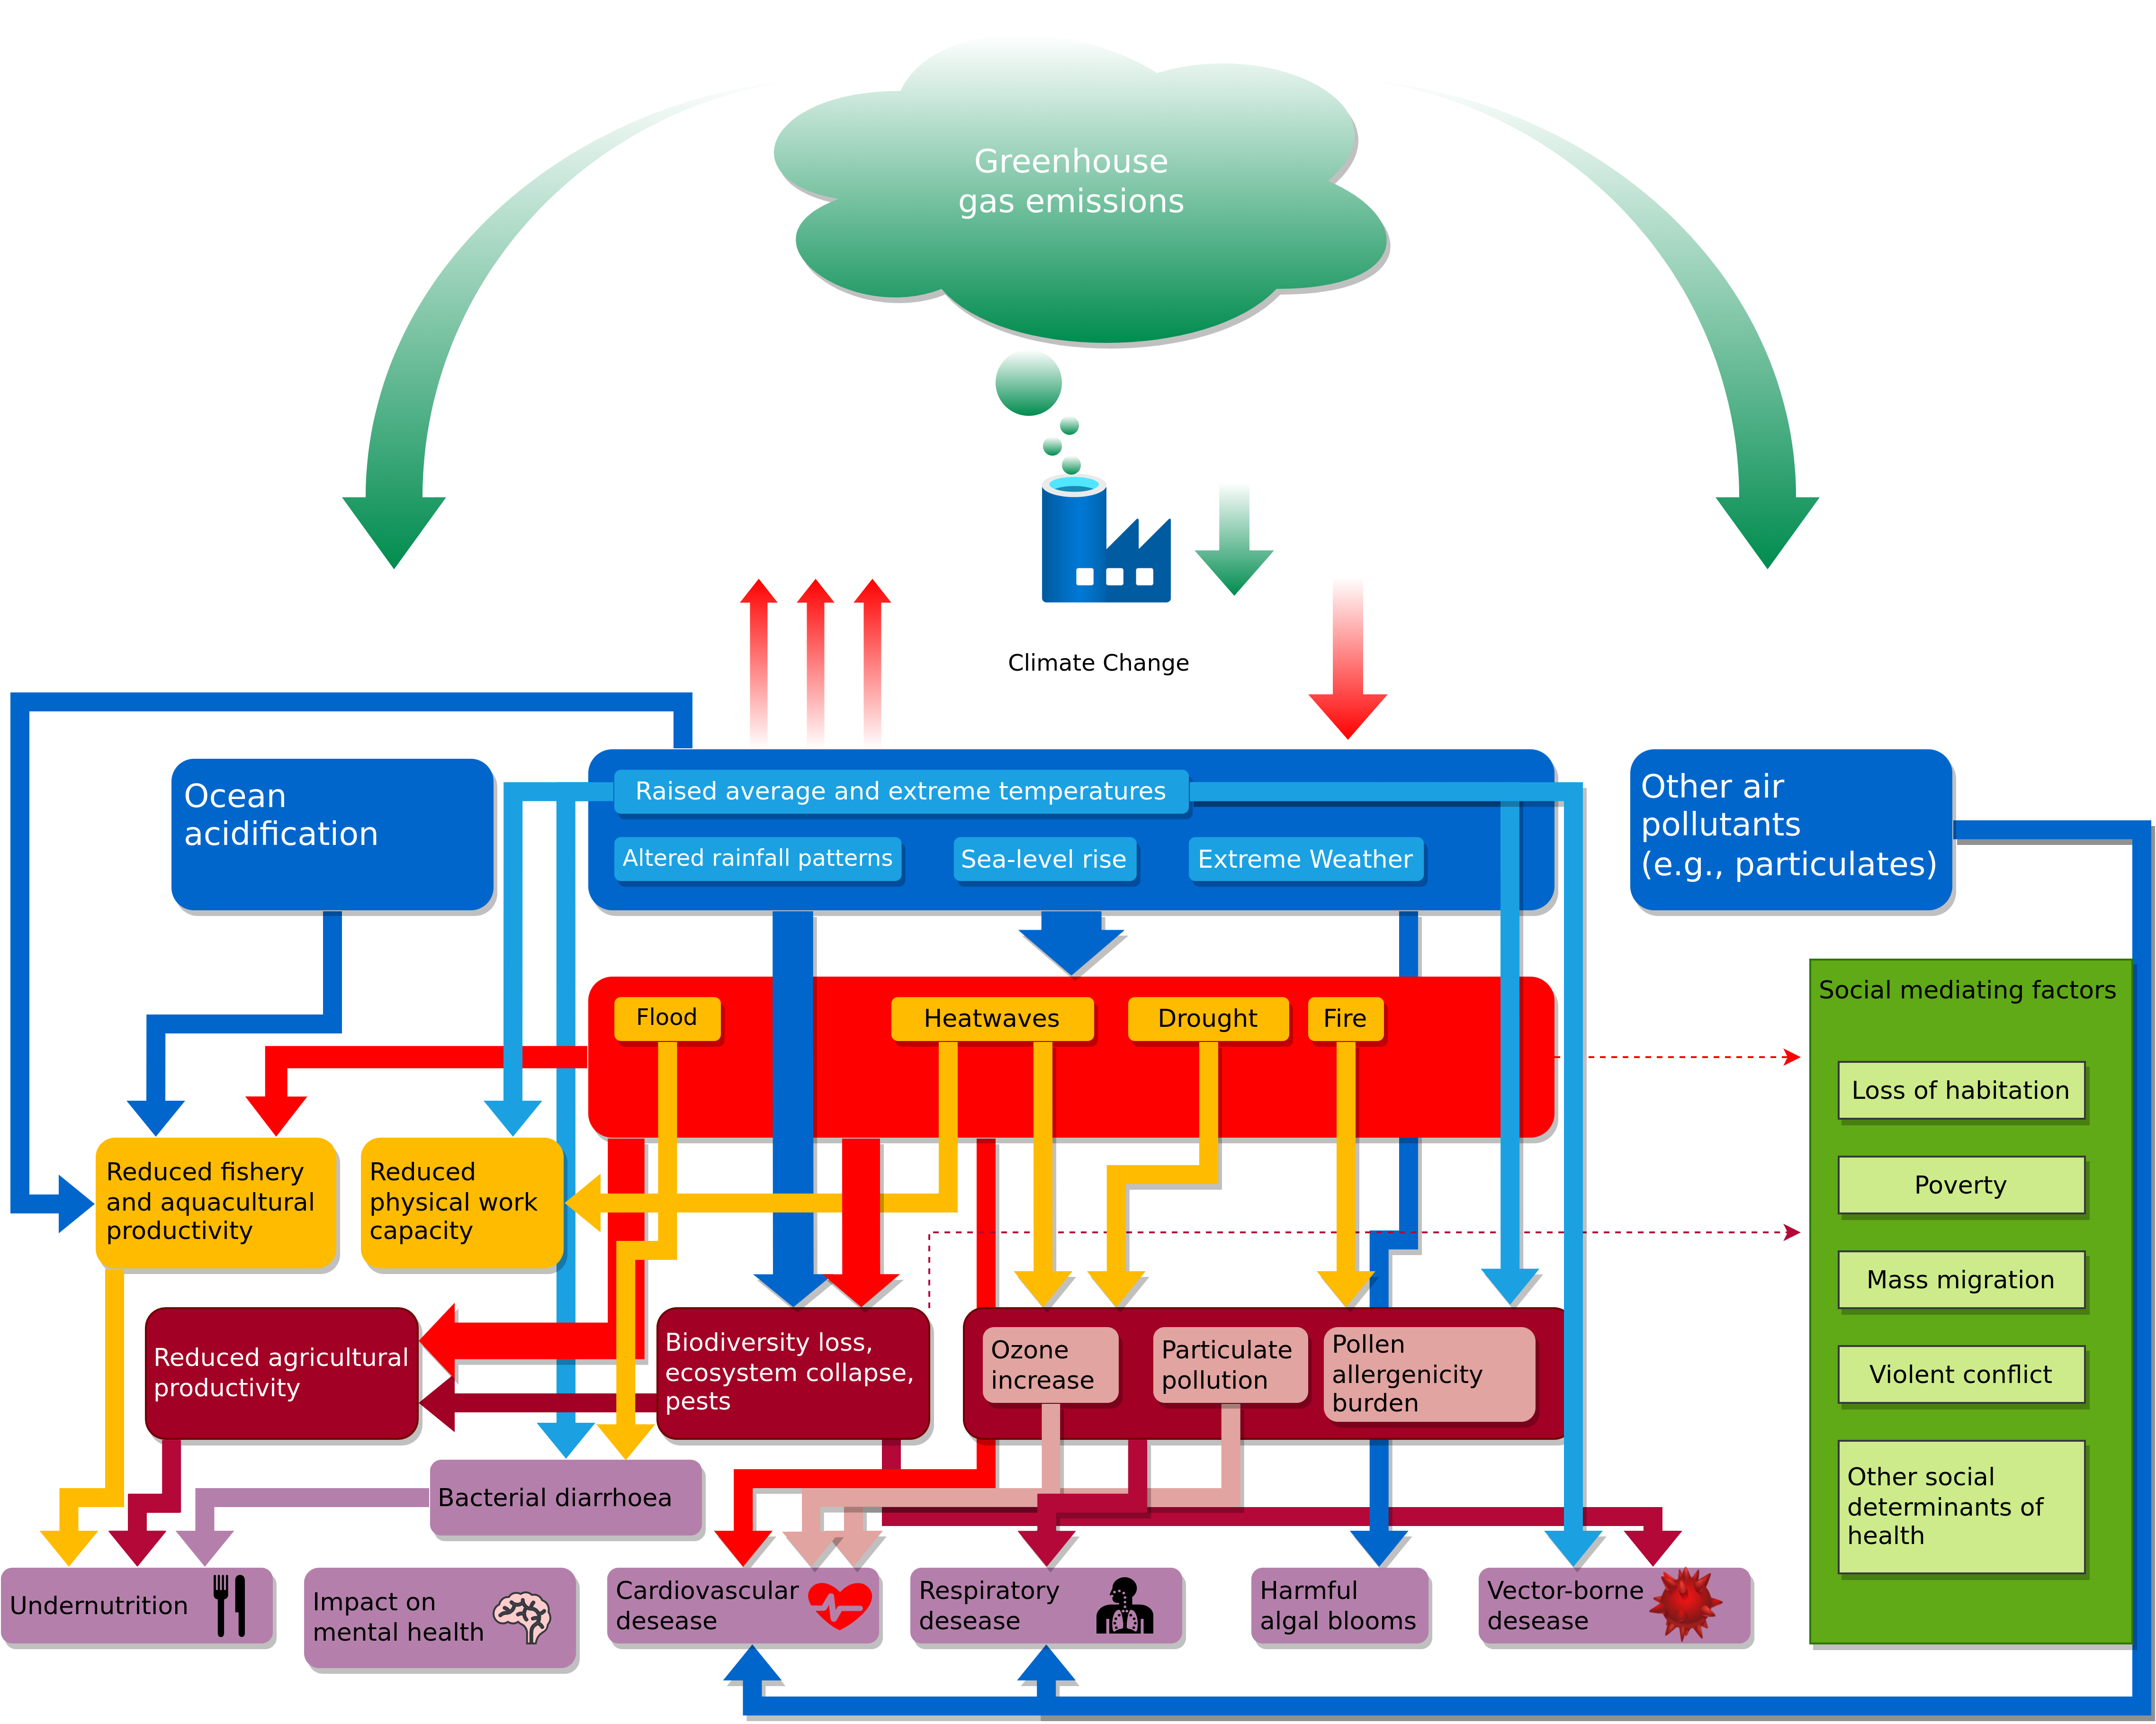 Greenhouse
gas emissions
Climate Change
Ocean
acidification
Raised average and extreme temperatures
Altered rainfall patterns
Sea-level rise
Extreme Weather
Other air
pollutants
(e.g., particulates)
Flood
Heatwaves
Drought
Fire
Social mediating factors
Loss of habitation
Poverty
Mass migration
Violent conflict
Other social
determinants of
health
Reduced fishery
and aquacultural
productivity
Reduced
physical work
capacity
Reduced agricultural
productivity
Biodiversity loss,
ecosystem collapse,
pests
Ozone
increase
Particulate
pollution
Pollen
allergenicity
burden
Bacterial diarrhoea
Undernutrition
Impact on
mental health
Cardiovascular
desease
Respiratory
desease
Harmful
algal blooms
Vector-borne
desease